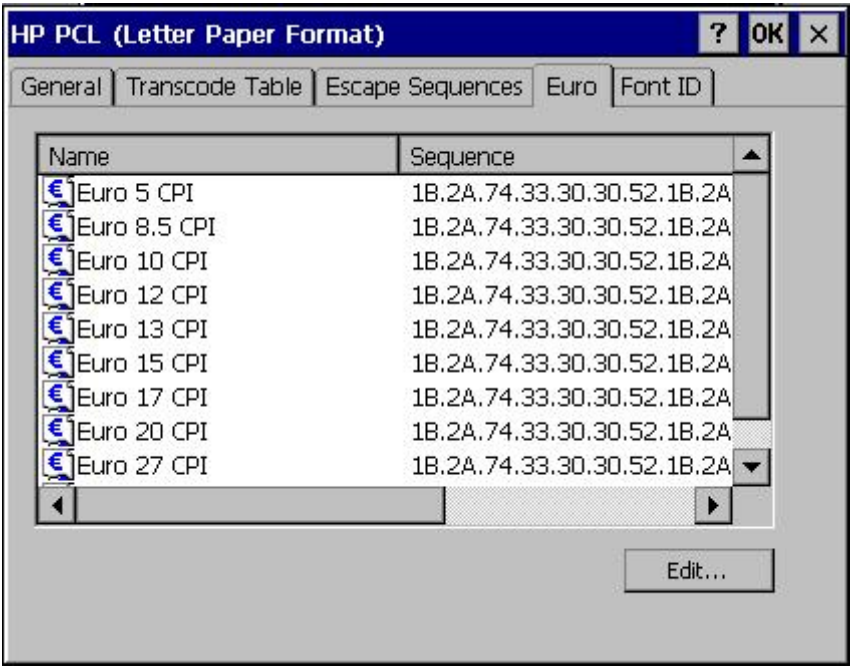 HP PCL (Letter Paper Format) ? OK ×
General Transcode Table Escape Sequences Euro Font ID
Name Sequence
€ Euro 5 CPI 1B.2A.74.33.30.30.52.1B.2A
€ Euro 8.5 CPI 1B.2A.74.33.30.30.52.1B.2A
€ Euro 10 CPI 1B.2A.74.33.30.30.52.1B.2A
€ Euro 12 CPI 1B.2A.74.33.30.30.52.1B.2A
€ Euro 13 CPI 1B.2A.74.33.30.30.52.1B.2A
€ Euro 15 CPI 1B.2A.74.33.30.30.52.1B.2A
€ Euro 17 CPI 1B.2A.74.33.30.30.52.1B.2A
€ Euro 20 CPI 1B.2A.74.33.30.30.52.1B.2A
€ Euro 27 CPI 1B.2A.74.33.30.30.52.1B.2A
Edit...